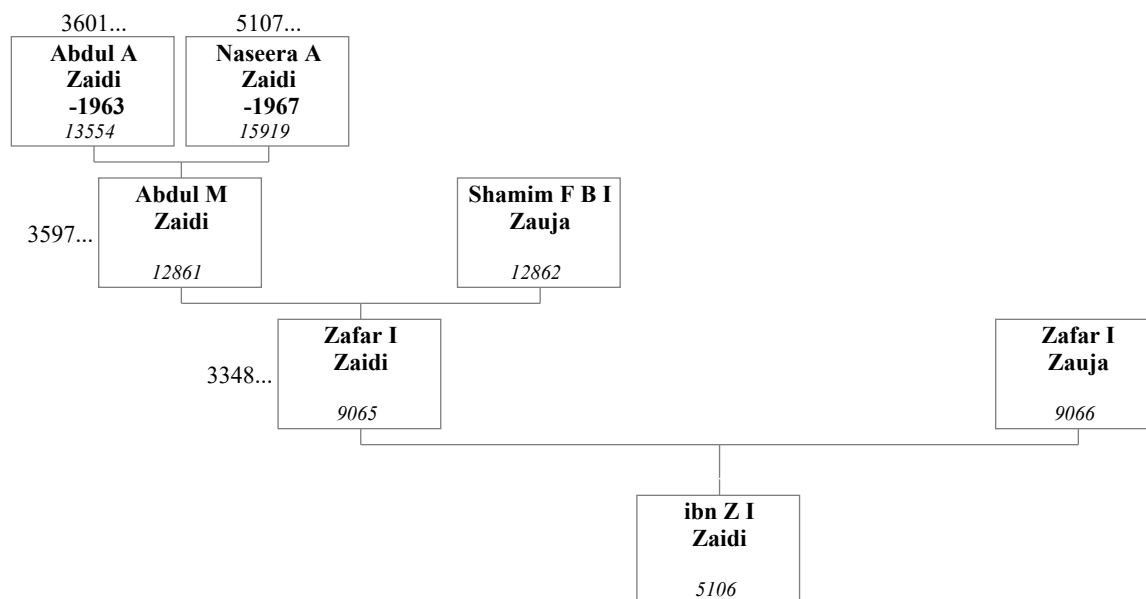 3601...
5107...
Abdul A
Zaidi
-1963
13554
Naseera A
Zaidi
-1967
15919
3597...
Abdul M
Zaidi
12861
Shamim F B I
Zauja
12862
3348...
Zafar I
Zaidi
9065
Zafar I
Zauja
9066
ibn Z I
Zaidi
5106